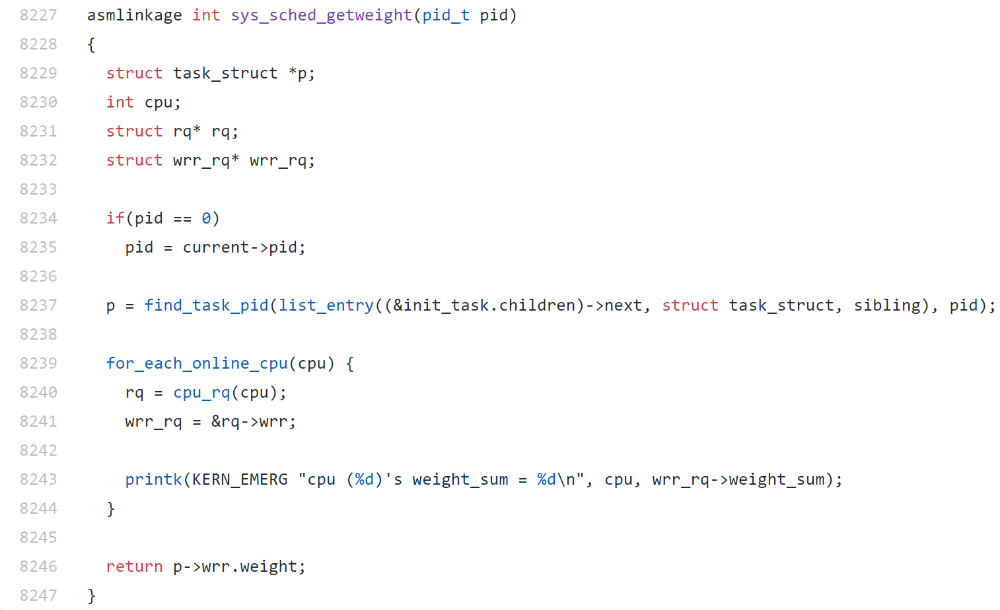 8227 asmlinkage int sys_sched_getweight(pid_t pid)
8228 {
8229   struct task_struct *p;
8230   int cpu;
8231   struct rq* rq;
8232   struct wrr_rq* wrr_rq;
8233
8234   if(pid == 0)
8235     pid = current->pid;
8236
8237   p = find_task_pid(list_entry((&init_task.children)->next, struct task_struct, sibling), pid);
8238
8239   for_each_online_cpu(cpu) {
8240     rq = cpu_rq(cpu);
8241     wrr_rq = &rq->wrr;
8242
8243     printk(KERN_EMERG "cpu (%d)'s weight_sum = %d\n", cpu, wrr_rq->weight_sum);
8244   }
8245
8246   return p->wrr.weight;
8247 }